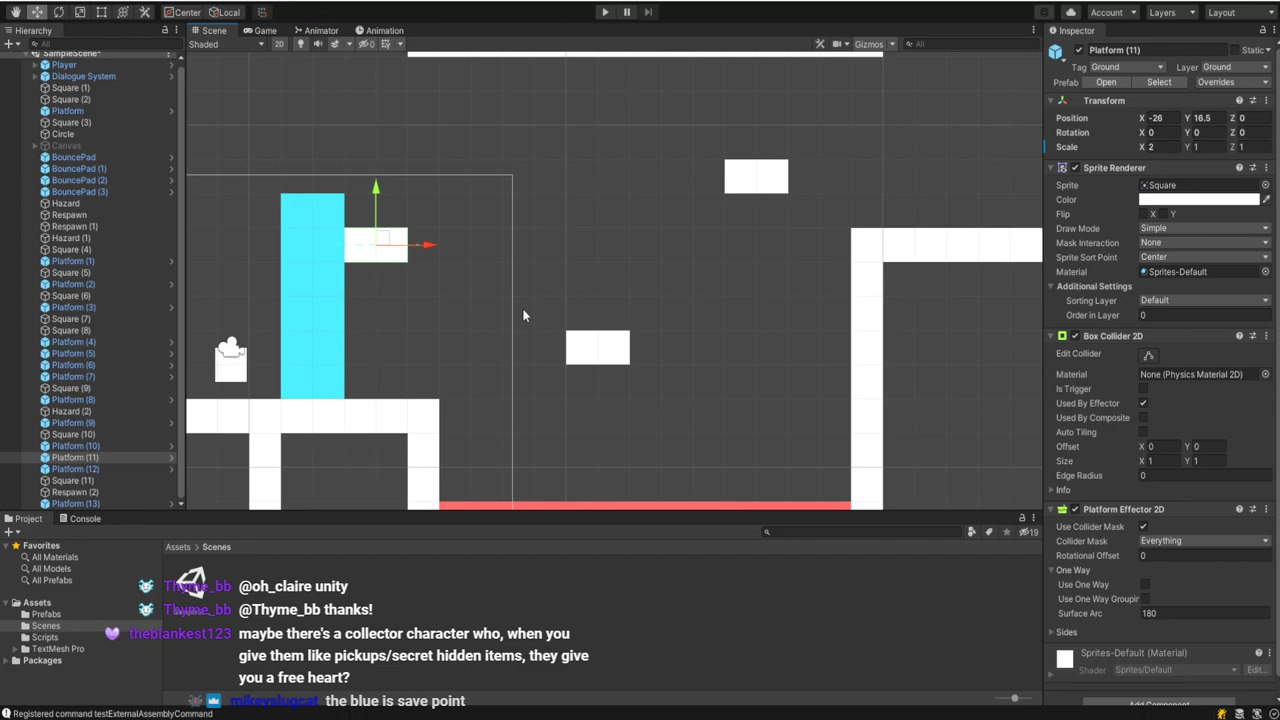 Center
Local
Account
Layers
Layout
Hierarchy
Scene
Game
Animator
Animation
Inspector
All
Shaded
2D
0
Gizmos
All
SampleScene*
Player
Dialogue System
Square (1)
Square (2)
Platform
Square (3)
Circle
Canvas
BouncePad
BouncePad (1)
BouncePad (2)
BouncePad (3)
Hazard
Respawn
Respawn (1)
Hazard (1)
Square (4)
Platform (1)
Square (5)
Platform (2)
Square (6)
Platform (3)
Square (7)
Square (8)
Platform (4)
Platform (5)
Platform (6)
Platform (7)
Square (9)
Platform (8)
Hazard (2)
Platform (9)
Square (10)
Platform (10)
Platform (11)
Platform (12)
Square (11)
Respawn (2)
Platform (13)
Platform (11)
Static
Tag Ground Layer Ground
Prefab Open Select Overrides
Transform
Position X -26 Y 16.5 Z 0
Rotation X 0 Y 0 Z 0
Scale X 2 Y 1 Z 1
Sprite Renderer
Sprite Square
Color
Flip X Y
Draw Mode Simple
Mask Interaction None
Sprite Sort Point Center
Material Sprites-Default
Additional Settings
Sorting Layer Default
Order in Layer 0
Box Collider 2D
Edit Collider
Material None (Physics Material 2D)
Is Trigger
Used By Effector
Used By Composite
Auto Tiling
Offset X 0 Y 0
Size X 1 Y 1
Edge Radius 0
Info
Platform Effector 2D
Use Collider Mask
Collider Mask Everything
Rotational Offset 0
One Way
Use One Way
Use One Way Groupin
Surface Arc 180
Sides
Sprites-Default (Material)
Shader Sprites/Default Edit...
Add Component
Project
Console
19
Favorites
All Materials
All Models
All Prefabs
Assets
Prefabs
Scenes
Scripts
TextMesh Pro
Packages
Assets > Scenes
Thyme_bb @oh_claire unity
Thyme_bb @Thyme_bb thanks!
theblankest123 maybe there's a collector character who, when you
give them like pickups/secret hidden items, they give
you a free heart?
mikeyslugcat the blue is save point
Registered command testExternalAssemblyCommand